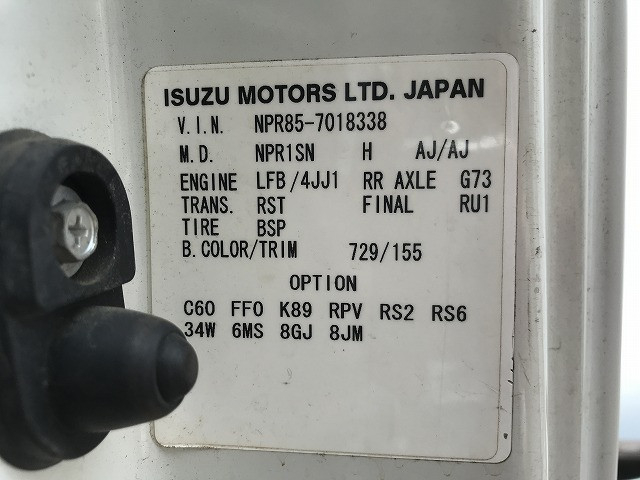 ISUZU MOTORS LTD. JAPAN
V.I.N. NPR85-7018338
M.D. NPR1SN H AJ/AJ
ENGINE LFB/4JJ1 RR AXLE G73
TRANS. RST FINAL RU1
TIRE BSP
B.COLOR/TRIM 729/155
OPTION
C60 FF0 K89 RPV RS2 RS6
34W 6MS 8GJ 8JM